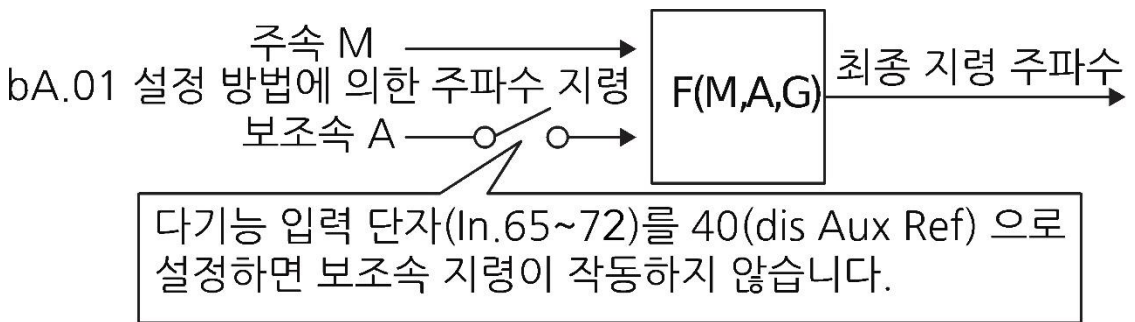 주속 M
bA.01 설정 방법에 의한 주파수 지령
보조속 A
F(M,A,G)
최종 지령 주파수
다기능 입력 단자(In.65~72)를 40(dis Aux Ref) 으로
설정하면 보조속 지령이 작동하지 않습니다.